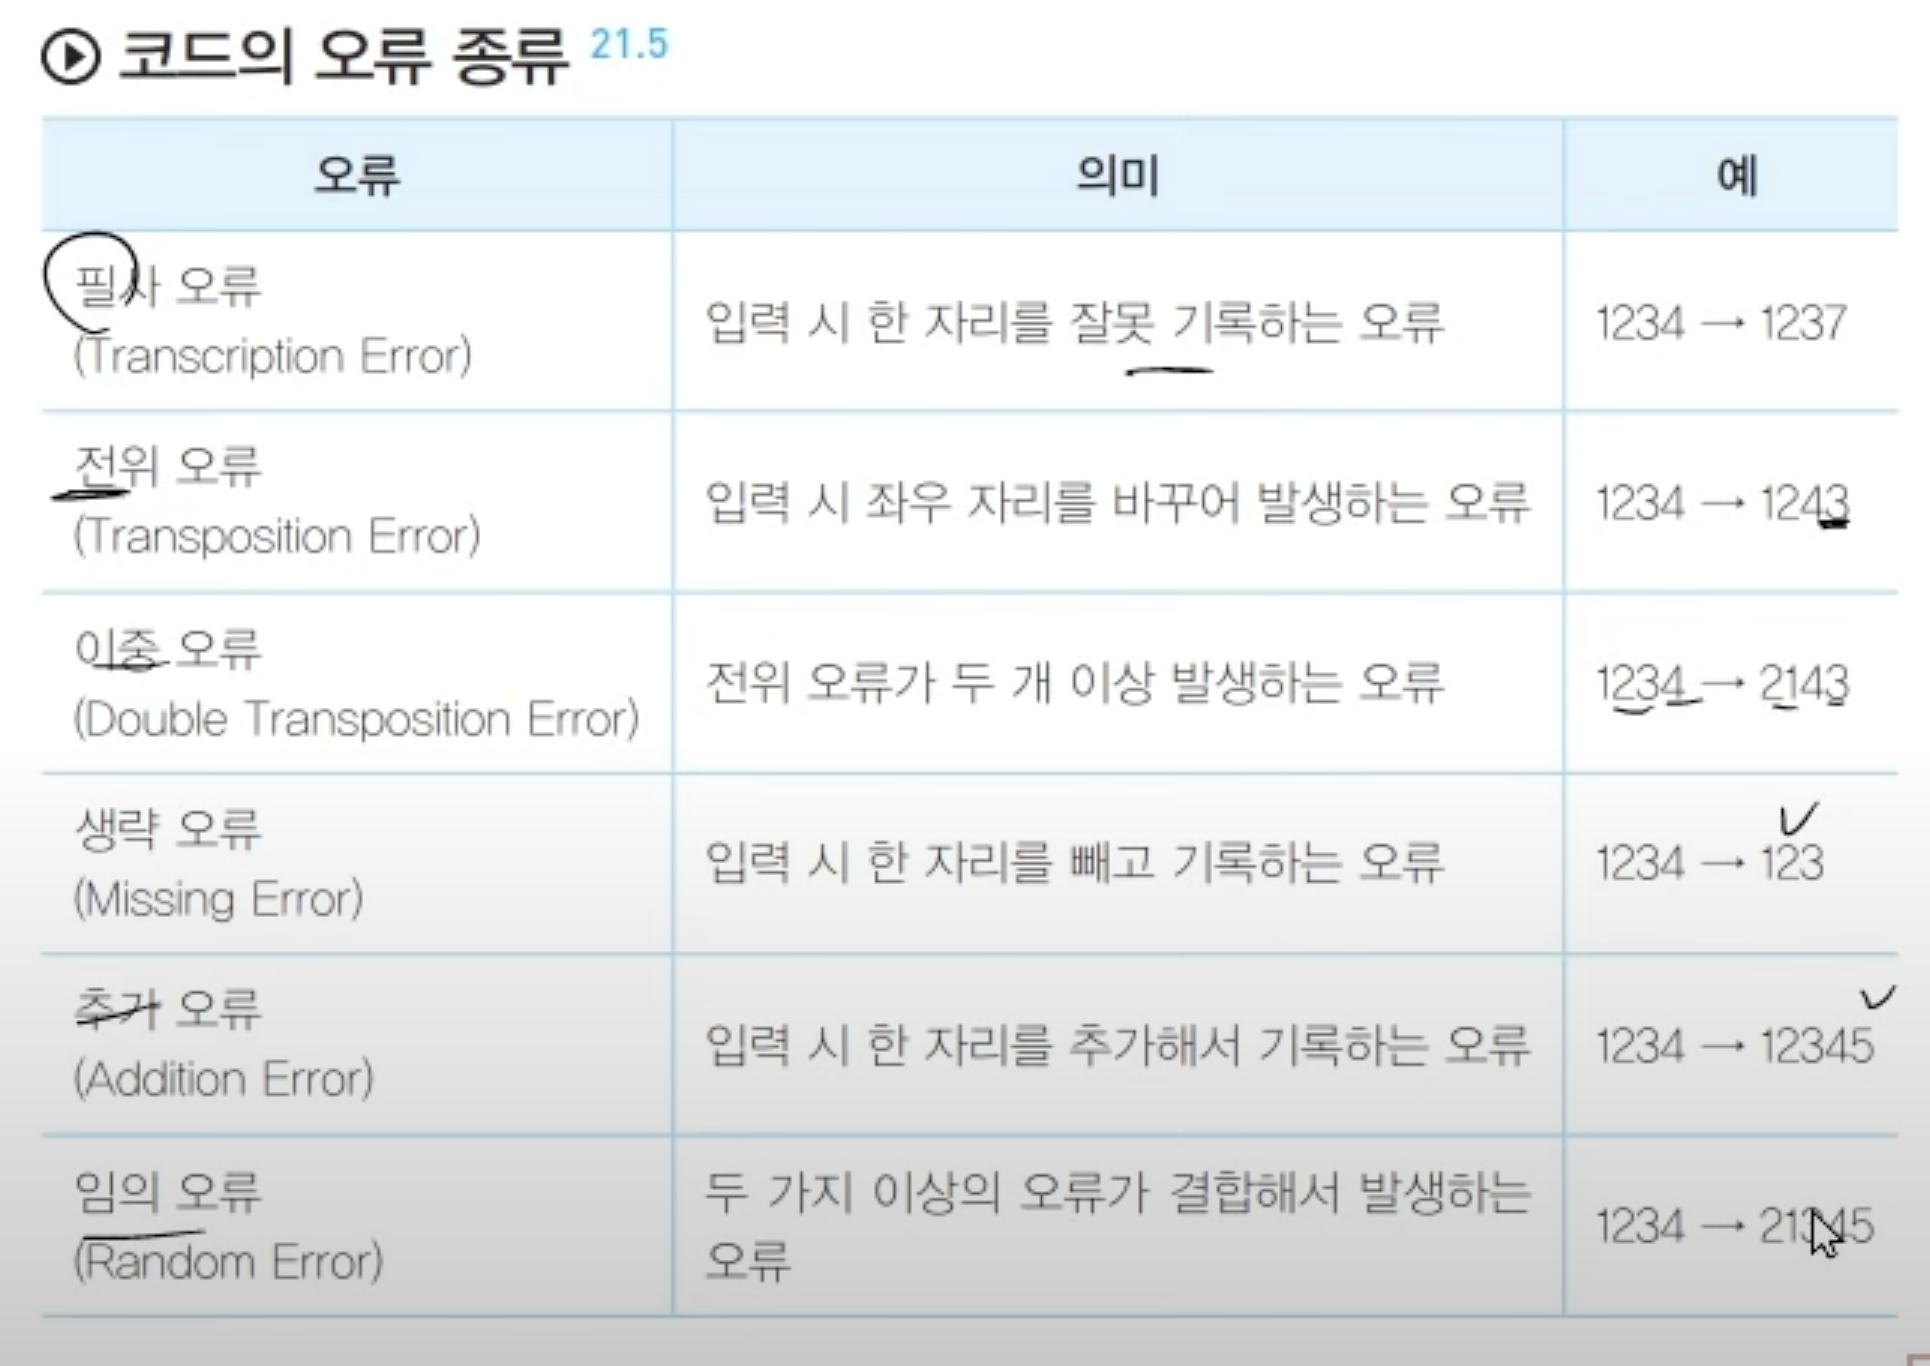 코드의 오류 종류 21.5
오류 의미 예
필사 오류
(Transcription Error)
입력 시 한 자리를 잘못 기록하는 오류
1234 → 1237
전위 오류
(Transposition Error)
입력 시 좌우 자리를 바꾸어 발생하는 오류
1234 → 1243
이중 오류
(Double Transposition Error)
전위 오류가 두 개 이상 발생하는 오류
1234 → 2143
생략 오류
(Missing Error)
입력 시 한 자리를 빼고 기록하는 오류
1234 → 123
추가 오류
(Addition Error)
입력 시 한 자리를 추가해서 기록하는 오류
1234 → 12345
임의 오류
(Random Error)
두 가지 이상의 오류가 결합해서 발생하는
오류
1234 → 21345